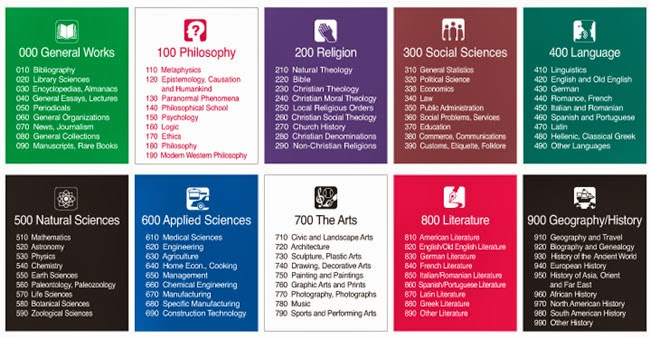 000 General Works
010 Bibliography
020 Library Sciences
030 Encyclopedias, Almanacs
040 General Essays, Lectures
050 Periodicals
060 General Organizations
070 News, Journalism
080 General Collections
090 Manuscripts, Rare Books
100 Philosophy
110 Metaphysics
120 Epistemology, Causation
and Humankind
130 Paranormal Phenomena
140 Philosophical School
150 Psychology
160 Logic
170 Ethics
180 Philosophy
190 Modern Western Philosophy
200 Religion
210 Natural Theology
220 Bible
230 Christian Theology
240 Christian Moral Theology
250 Local Religious Orders
260 Christian Social Theology
270 Church History
280 Christian Denominations
290 Non-Christian Religions
300 Social Sciences
310 General Statistics
320 Political Science
330 Economics
340 Law
350 Public Administration
360 Social Problems, Services
370 Education
380 Commerce, Communications
390 Customs, Etiquette, Folklore
400 Language
410 Linguistics
420 English and Old English
430 German
440 Romance, French
450 Italian and Romanian
460 Spanish and Portuguese
470 Latin
480 Hellenic, Classical Greek
490 Other Languages
500 Natural Sciences
510 Mathematics
520 Astronomy
530 Physics
540 Chemistry
550 Earth Sciences
560 Paleontology, Paleozoology
570 Life Sciences
580 Botanical Sciences
590 Zoological Sciences
600 Applied Sciences
610 Medical Sciences
620 Engineering
630 Agriculture
640 Home Econ., Cooking
650 Management
660 Chemical Engineering
670 Manufacturing
680 Specific Manufacturing
690 Construction Technology
700 The Arts
710 Civic and Landscape Arts
720 Architecture
730 Sculpture, Plastic Arts
740 Drawing, Decorative Arts
750 Painting and Paintings
760 Graphic Arts and Prints
770 Photography, Photographs
780 Music
790 Sports and Performing Arts
800 Literature
810 American Literature
820 English/Old English Literature
830 German Literature
840 French Literature
850 Italian/Romanian Literature
860 Spanish/Portuguese Literature
870 Latin Literature
880 Greek Literature
890 Other Literature
900 Geography/History
910 Geography and Travel
920 Biography and Genealogy
930 History of the Ancient World
940 European History
950 History of Asia, Orient
and Far East
960 African History
970 North American History
980 South American History
990 Other History